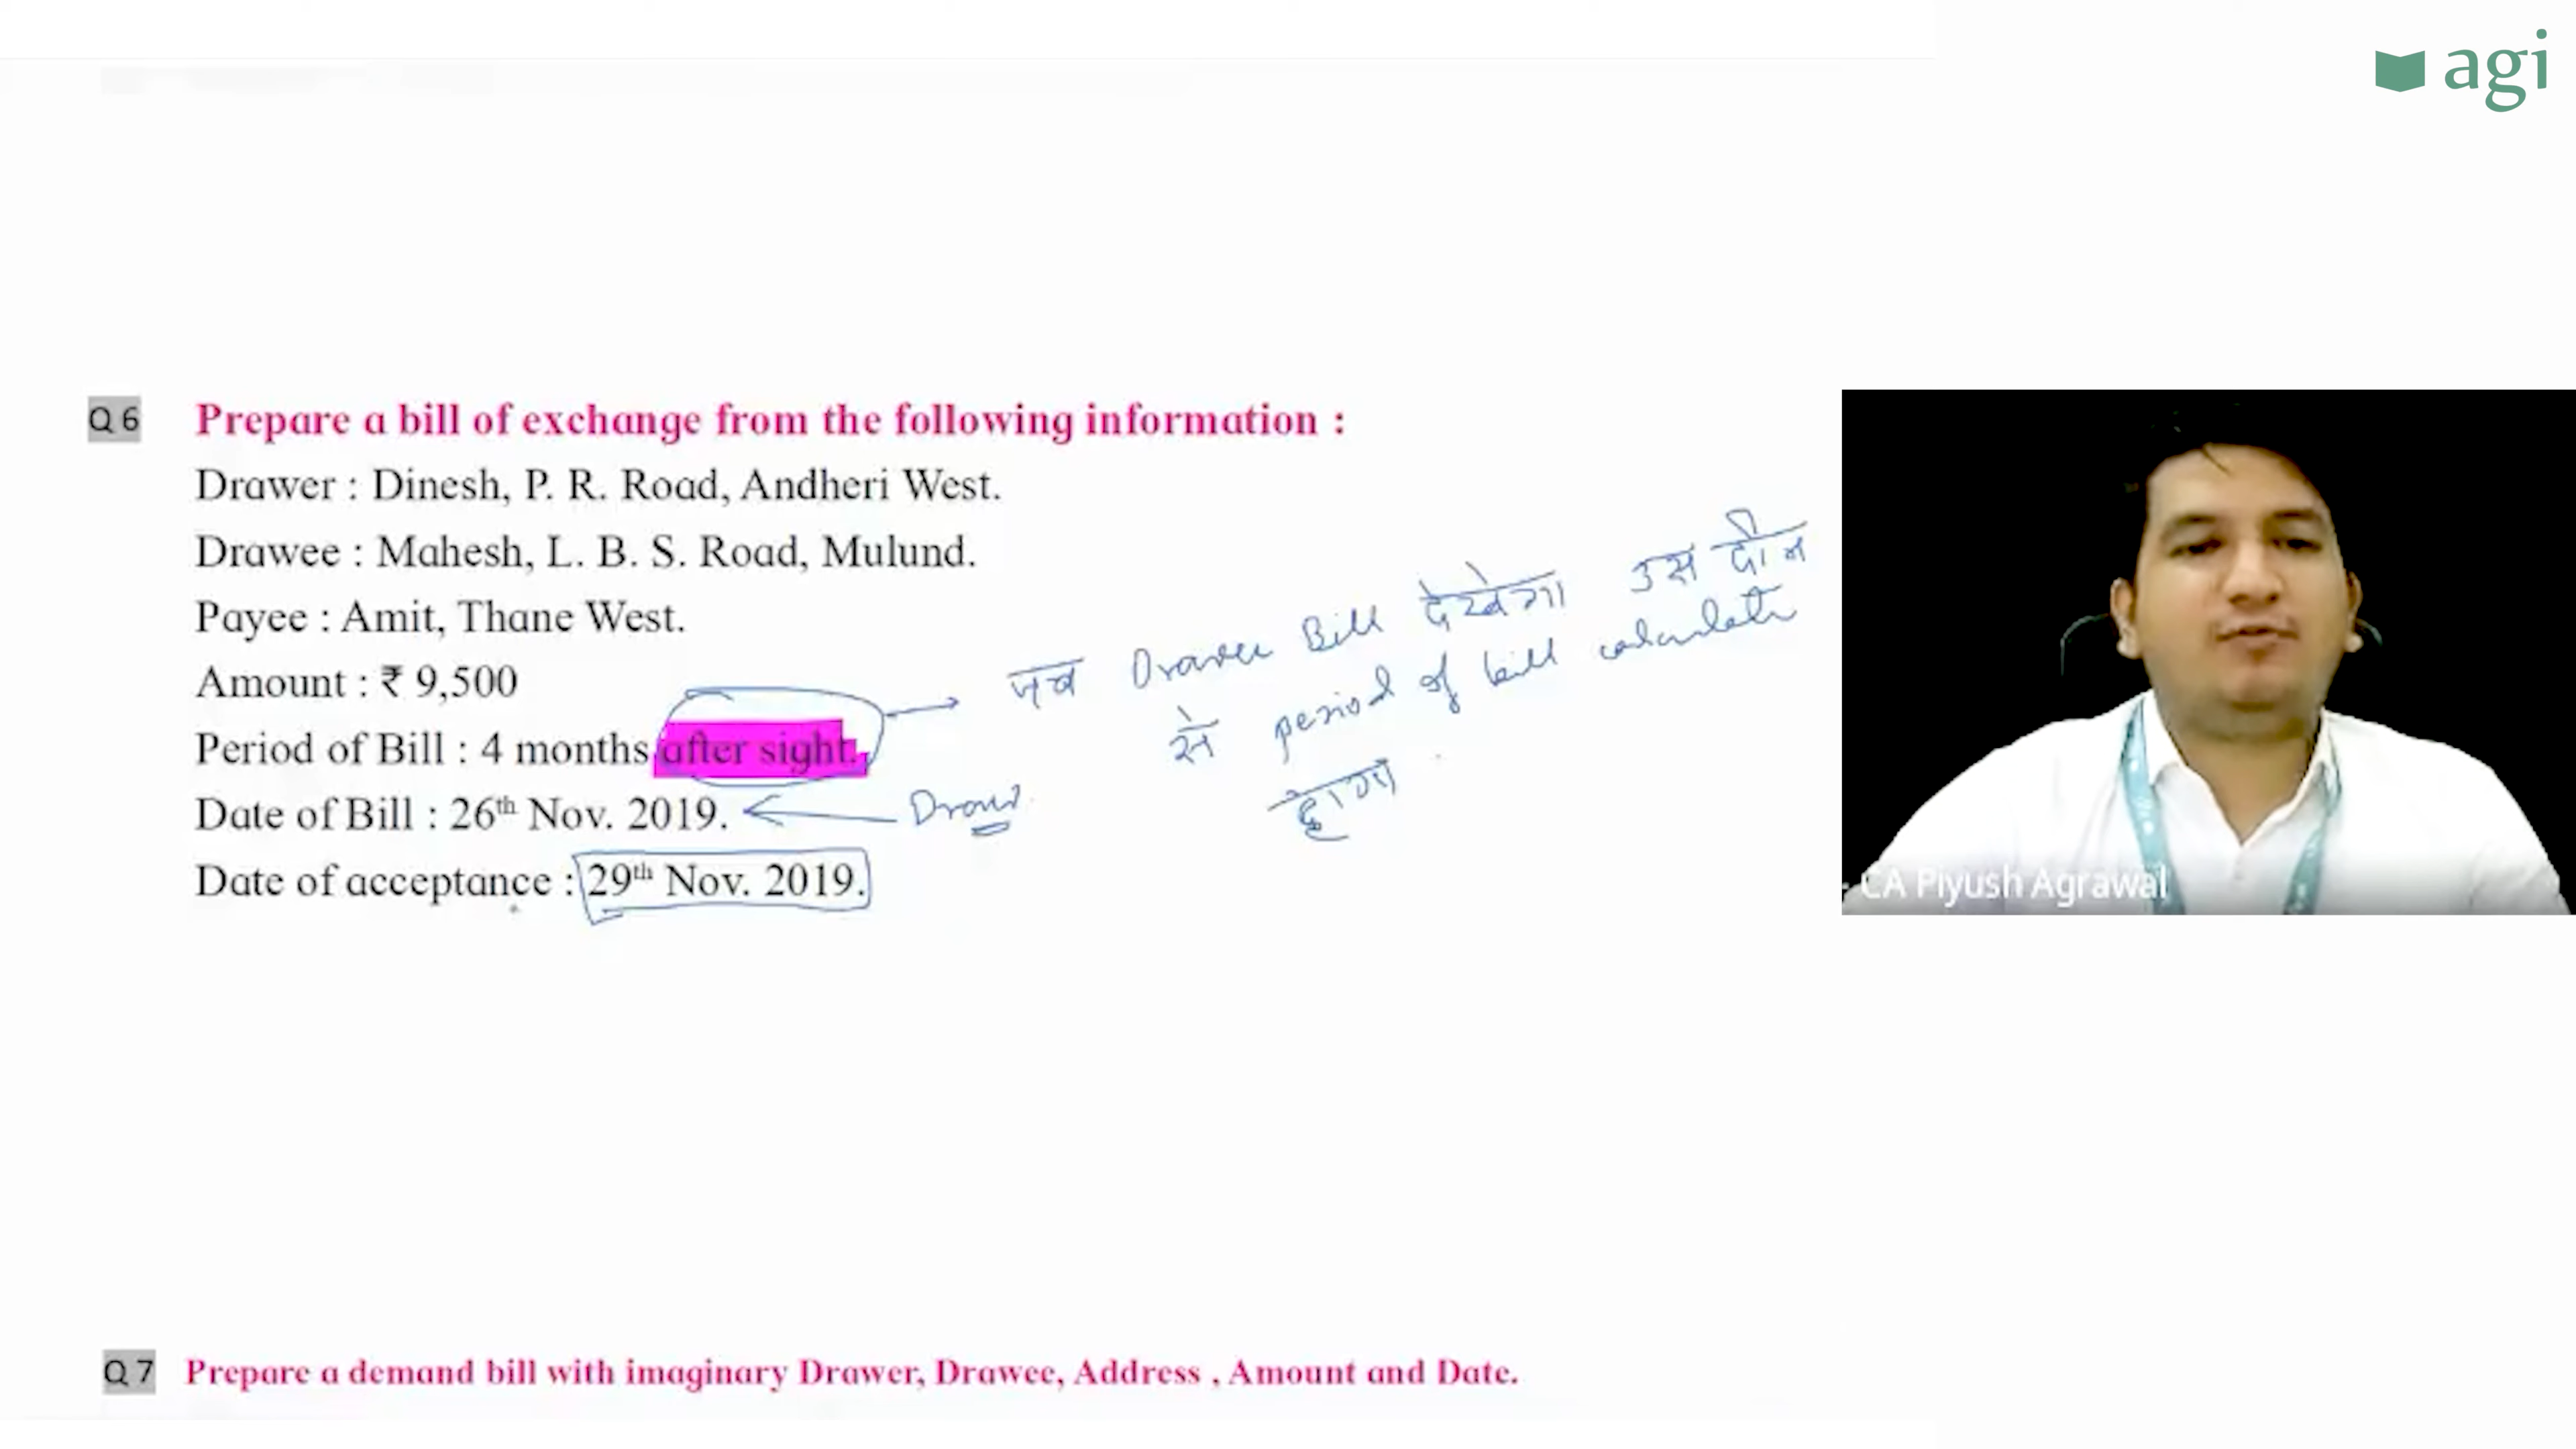 agi
Q 6 Prepare a bill of exchange from the following information :
Drawer : Dinesh, P. R. Road, Andheri West.
Drawee : Mahesh, L. B. S. Road, Mulund.
Payee : Amit, Thane West.
Amount : ₹ 9,500
Period of Bill : 4 months after sight.
Date of Bill : 26th Nov. 2019.
Date of acceptance : 29th Nov. 2019.
जब Drawee Bill देखेगा उस दीन
से period of bill calculate
होगा
Draw
CA Piyush Agrawal
Q 7 Prepare a demand bill with imaginary Drawer, Drawee, Address , Amount and Date.